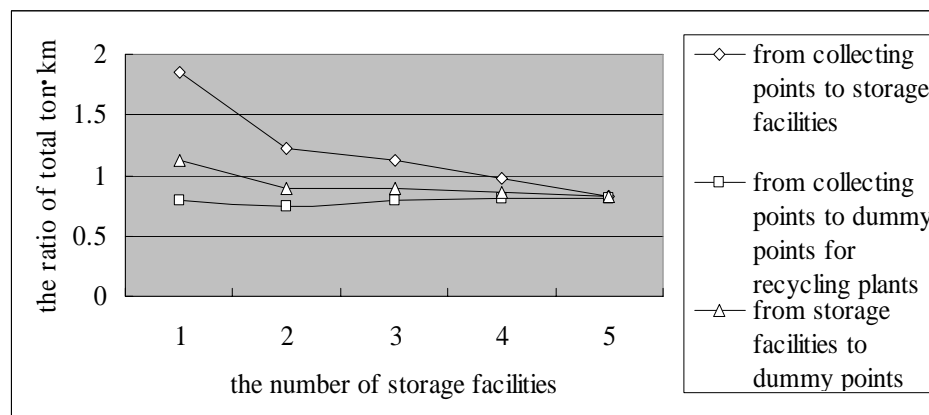 the ratio of total ton•km
2
1.5
1
0.5
0
1 2 3 4 5
the number of storage facilities
from collecting
points to storage
facilities
from collecting
points to dummy
points for
recycling plants
from storage
facilities to
dummy points